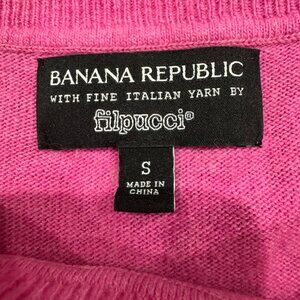 BANANA REPUBLIC
WITH FINE ITALIAN YARN BY
filpucci®
S
MADE IN
CHINA